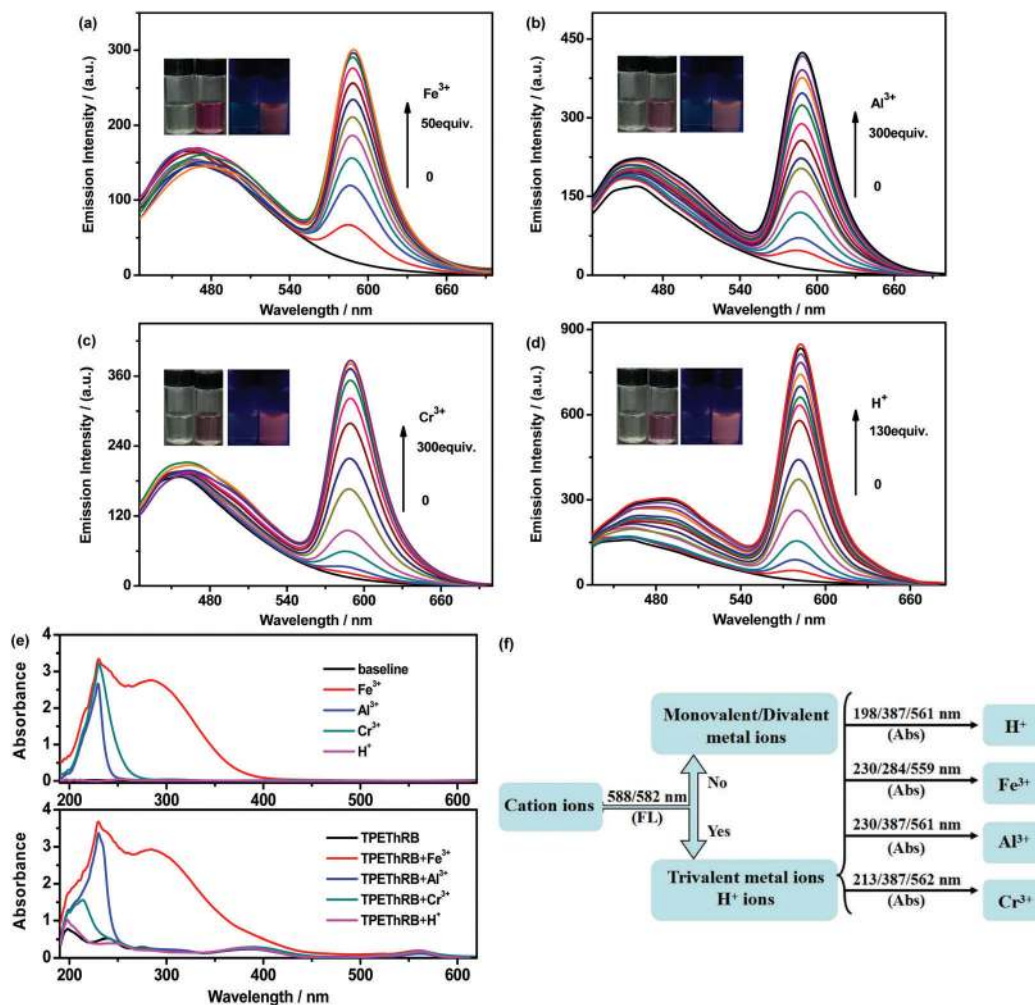 (a)
Emission Intensity / (a.u.)
300
200
100
0
Fe³⁺
50equiv.
0
480 540 600 660
Wavelength / nm
(b)
Emission Intensity / (a.u.)
450
300
150
0
Al³⁺
300equiv.
0
480 540 600 660
Wavelength / nm
(c)
Emission Intensity / (a.u.)
360
240
120
0
Cr³⁺
300equiv.
0
480 540 600 660
Wavelength / nm
(d)
Emission Intensity / (a.u.)
900
600
300
0
H⁺
130equiv.
0
480 540 600 660
Wavelength / nm
(e)
Absorbance
4
3
2
1
0
baseline
Fe³⁺
Al³⁺
Cr³⁺
H⁺
200 300 400 500 600
Absorbance
4
3
2
1
0
TPEThRB
TPEThRB+Fe³⁺
TPEThRB+Al³⁺
TPEThRB+Cr³⁺
TPEThRB+H⁺
200 300 400 500 600
Wavelength / nm
(f)
Cation ions
588/582 nm
(FL)
No
Yes
Monovalent/Divalent
metal ions
Trivalent metal ions
H⁺ ions
198/387/561 nm
(Abs)
H⁺
230/284/559 nm
(Abs)
Fe³⁺
230/387/561 nm
(Abs)
Al³⁺
213/387/562 nm
(Abs)
Cr³⁺